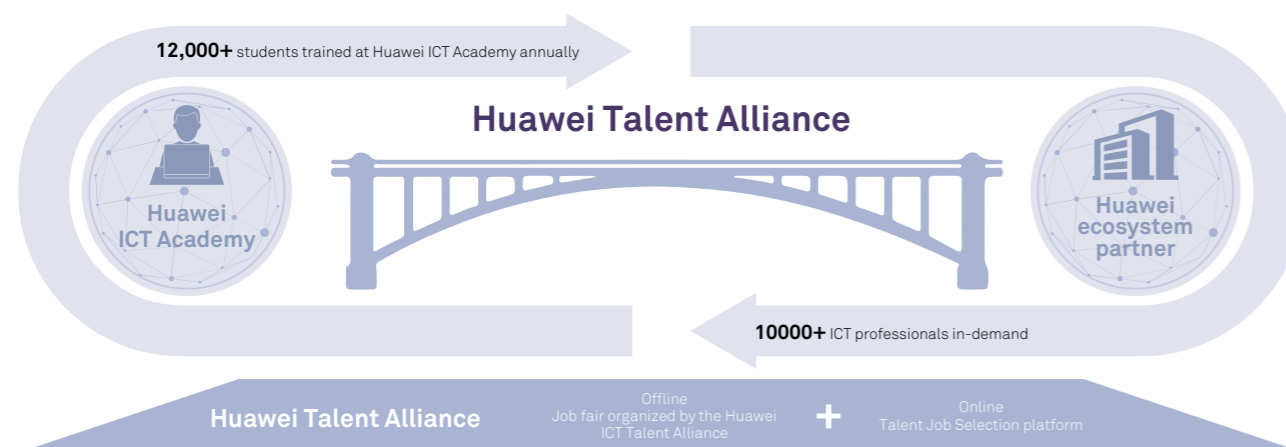 12,000+ students trained at Huawei ICT Academy annually
Huawei Talent Alliance
Huawei
ICT Academy
Huawei
ecosystem
partner
10000+ ICT professionals in-demand
Huawei Talent Alliance
Offline
Job fair organized by the Huawei
ICT Talent Alliance
+
Online
Talent Job Selection platform